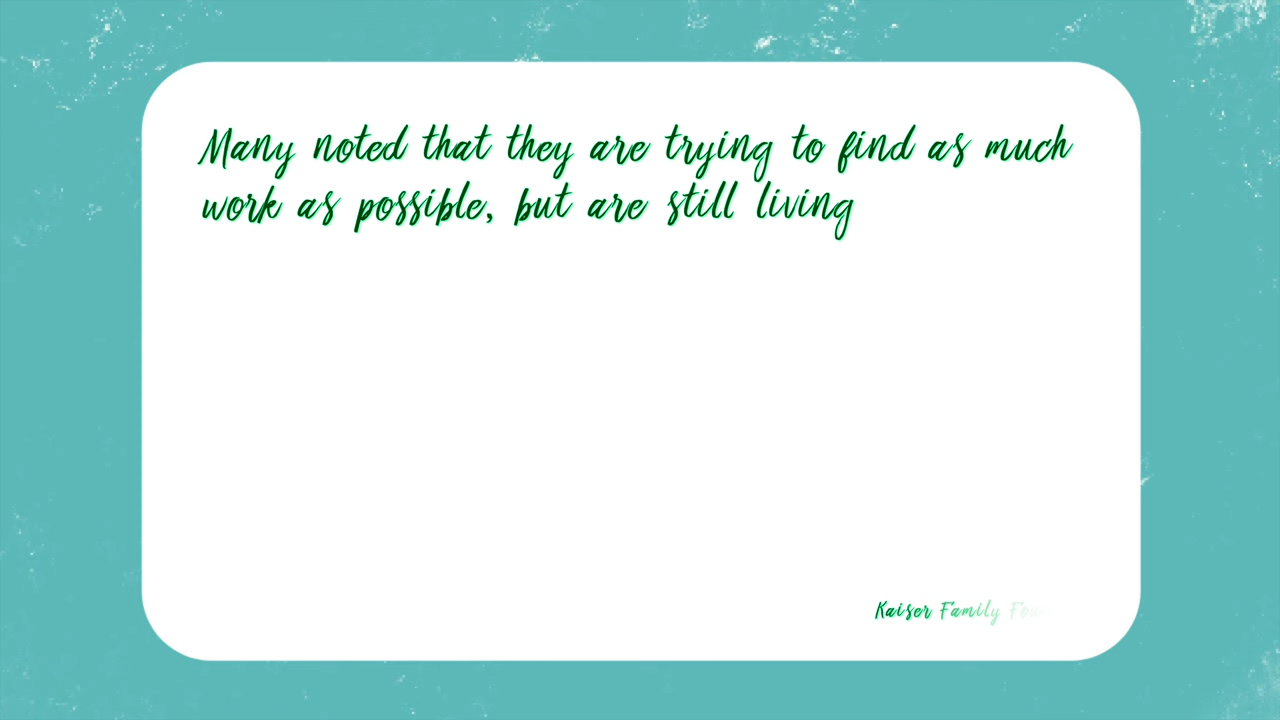 Many noted that they are trying to find as much
work as possible, but are still living
Kaiser Family